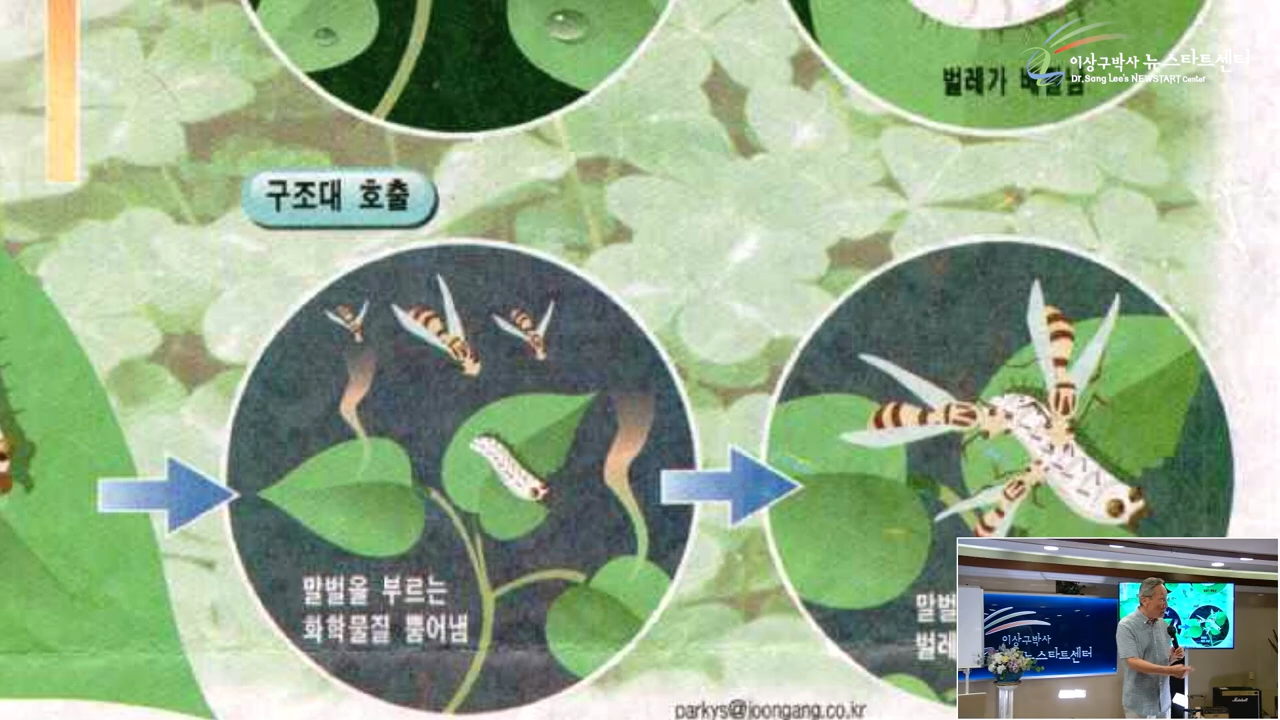 이상구박사 뉴스타트센터
Dr. Sang Lee's NEWSTART Center
벌레가
구조대 호출
말벌을 부르는
화학물질 뿜어냄
말벌
벌레
parkys@joongang.co.kr
이상구박사
뉴스타트센터